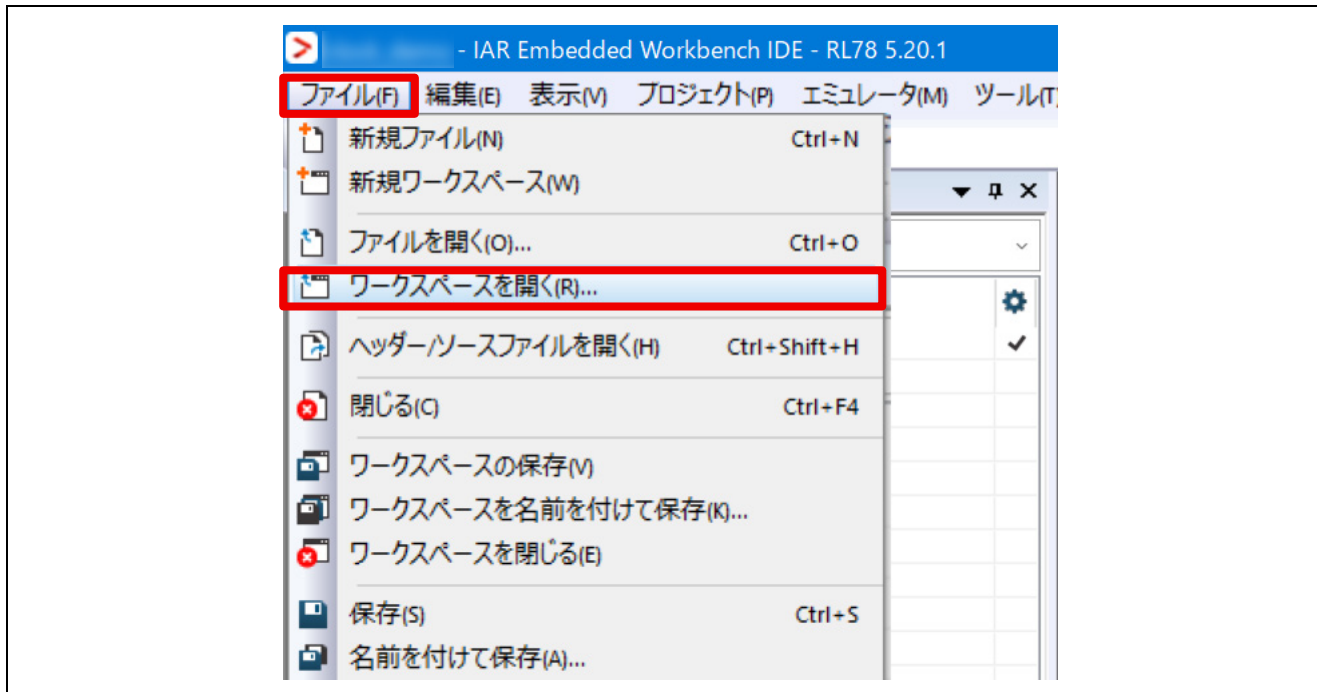 - IAR Embedded Workbench IDE - RL78 5.20.1
ファイル(F) 編集(E) 表示(V) プロジェクト(P) エミュレータ(M) ツール(T
新規ファイル(N) Ctrl+N
新規ワークスペース(W)
ファイルを開く(O)... Ctrl+O
ワークスペースを開く(R)...
ヘッダー/ソースファイルを開く(H) Ctrl+Shift+H
閉じる(C) Ctrl+F4
ワークスペースの保存(V)
ワークスペースを名前を付けて保存(K)...
ワークスペースを閉じる(E)
保存(S) Ctrl+S
名前を付けて保存(A)...